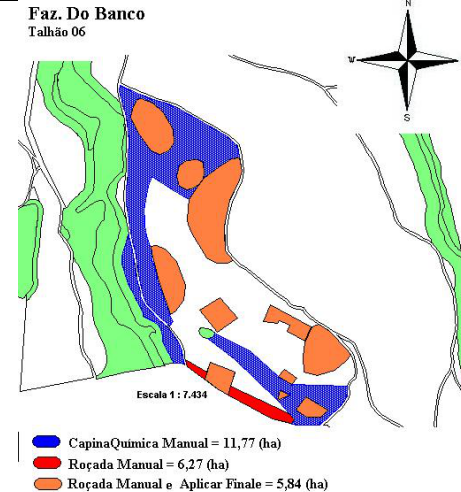 Faz. Do Banco
Talhão 06
N
W
E
S
Escala 1 : 7.434
CapinaQuímica Manual = 11,77 (ha)
Roçada Manual = 6,27 (ha)
Roçada Manual e Aplicar Finale = 5,84 (ha)